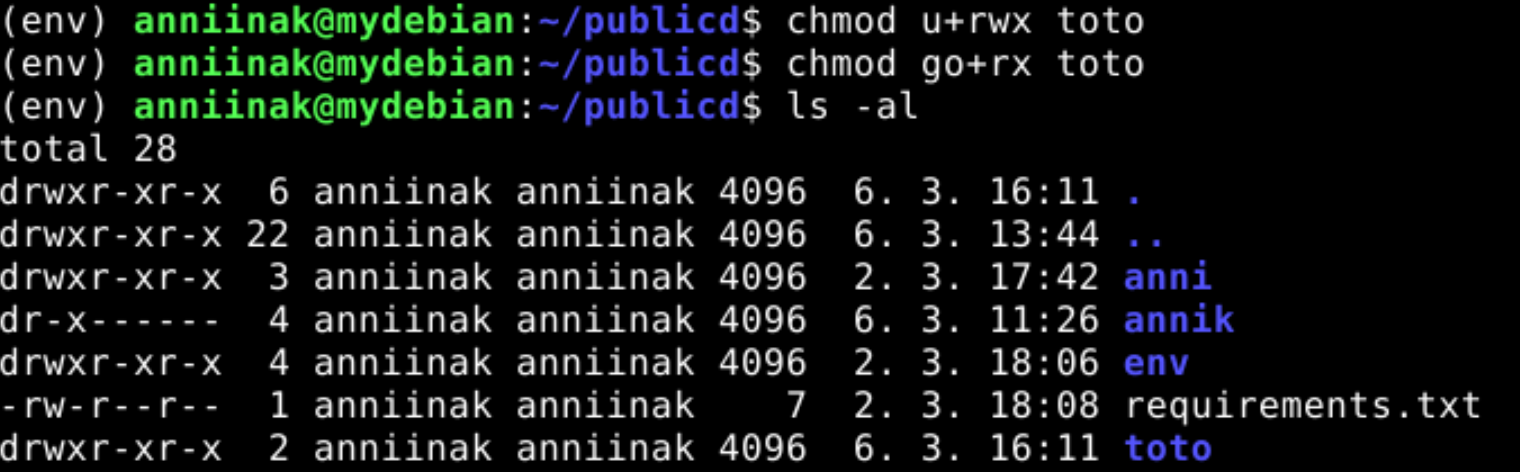 (env) anniinak@mydebian:~/publicd$ chmod u+rwx toto
(env) anniinak@mydebian:~/publicd$ chmod go+rx toto
(env) anniinak@mydebian:~/publicd$ ls -al
total 28
drwxr-xr-x  6 anniinak anniinak 4096  6. 3. 16:11 .
drwxr-xr-x 22 anniinak anniinak 4096  6. 3. 13:44 ..
drwxr-xr-x  3 anniinak anniinak 4096  2. 3. 17:42 anni
dr-x------  4 anniinak anniinak 4096  6. 3. 11:26 annik
drwxr-xr-x  4 anniinak anniinak 4096  2. 3. 18:06 env
-rw-r--r--  1 anniinak anniinak    7  2. 3. 18:08 requirements.txt
drwxr-xr-x  2 anniinak anniinak 4096  6. 3. 16:11 toto